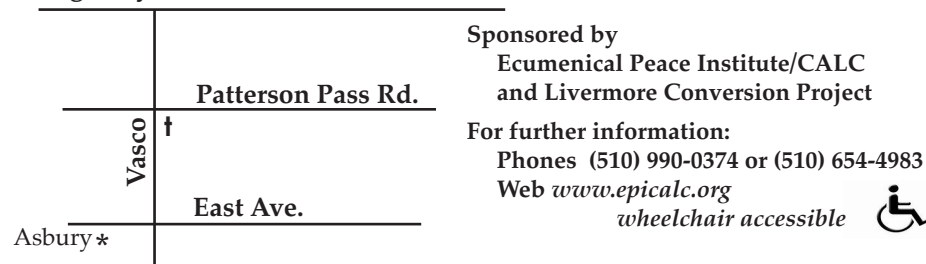 Sponsored by
Ecumenical Peace Institute/CALC
and Livermore Conversion Project
For further information:
Phones (510) 990-0374 or (510) 654-4983
Web www.epicalc.org
wheelchair accessible
Patterson Pass Rd.
Vasco
†
East Ave.
Asbury*